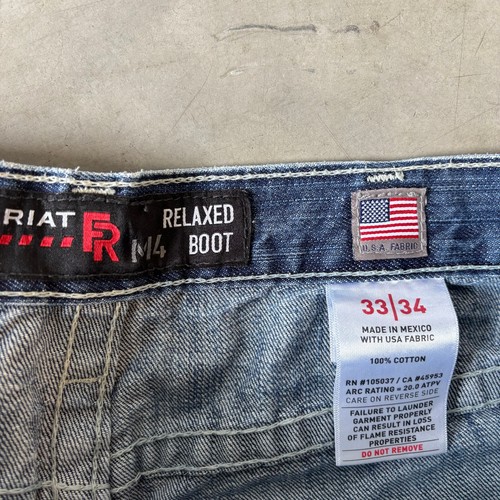 RIAT FR
M4
RELAXED
BOOT
U.S.A. FABRIC
33|34
MADE IN MEXICO
WITH USA FABRIC
100% COTTON
RN #105037 / CA #45953
ARC RATING = 20.0 ATPV
CARE ON REVERSE SIDE
FAILURE TO LAUNDER
GARMENT PROPERLY
CAN RESULT IN LOSS
OF FLAME RESISTANCE
PROPERTIES
DO NOT REMOVE